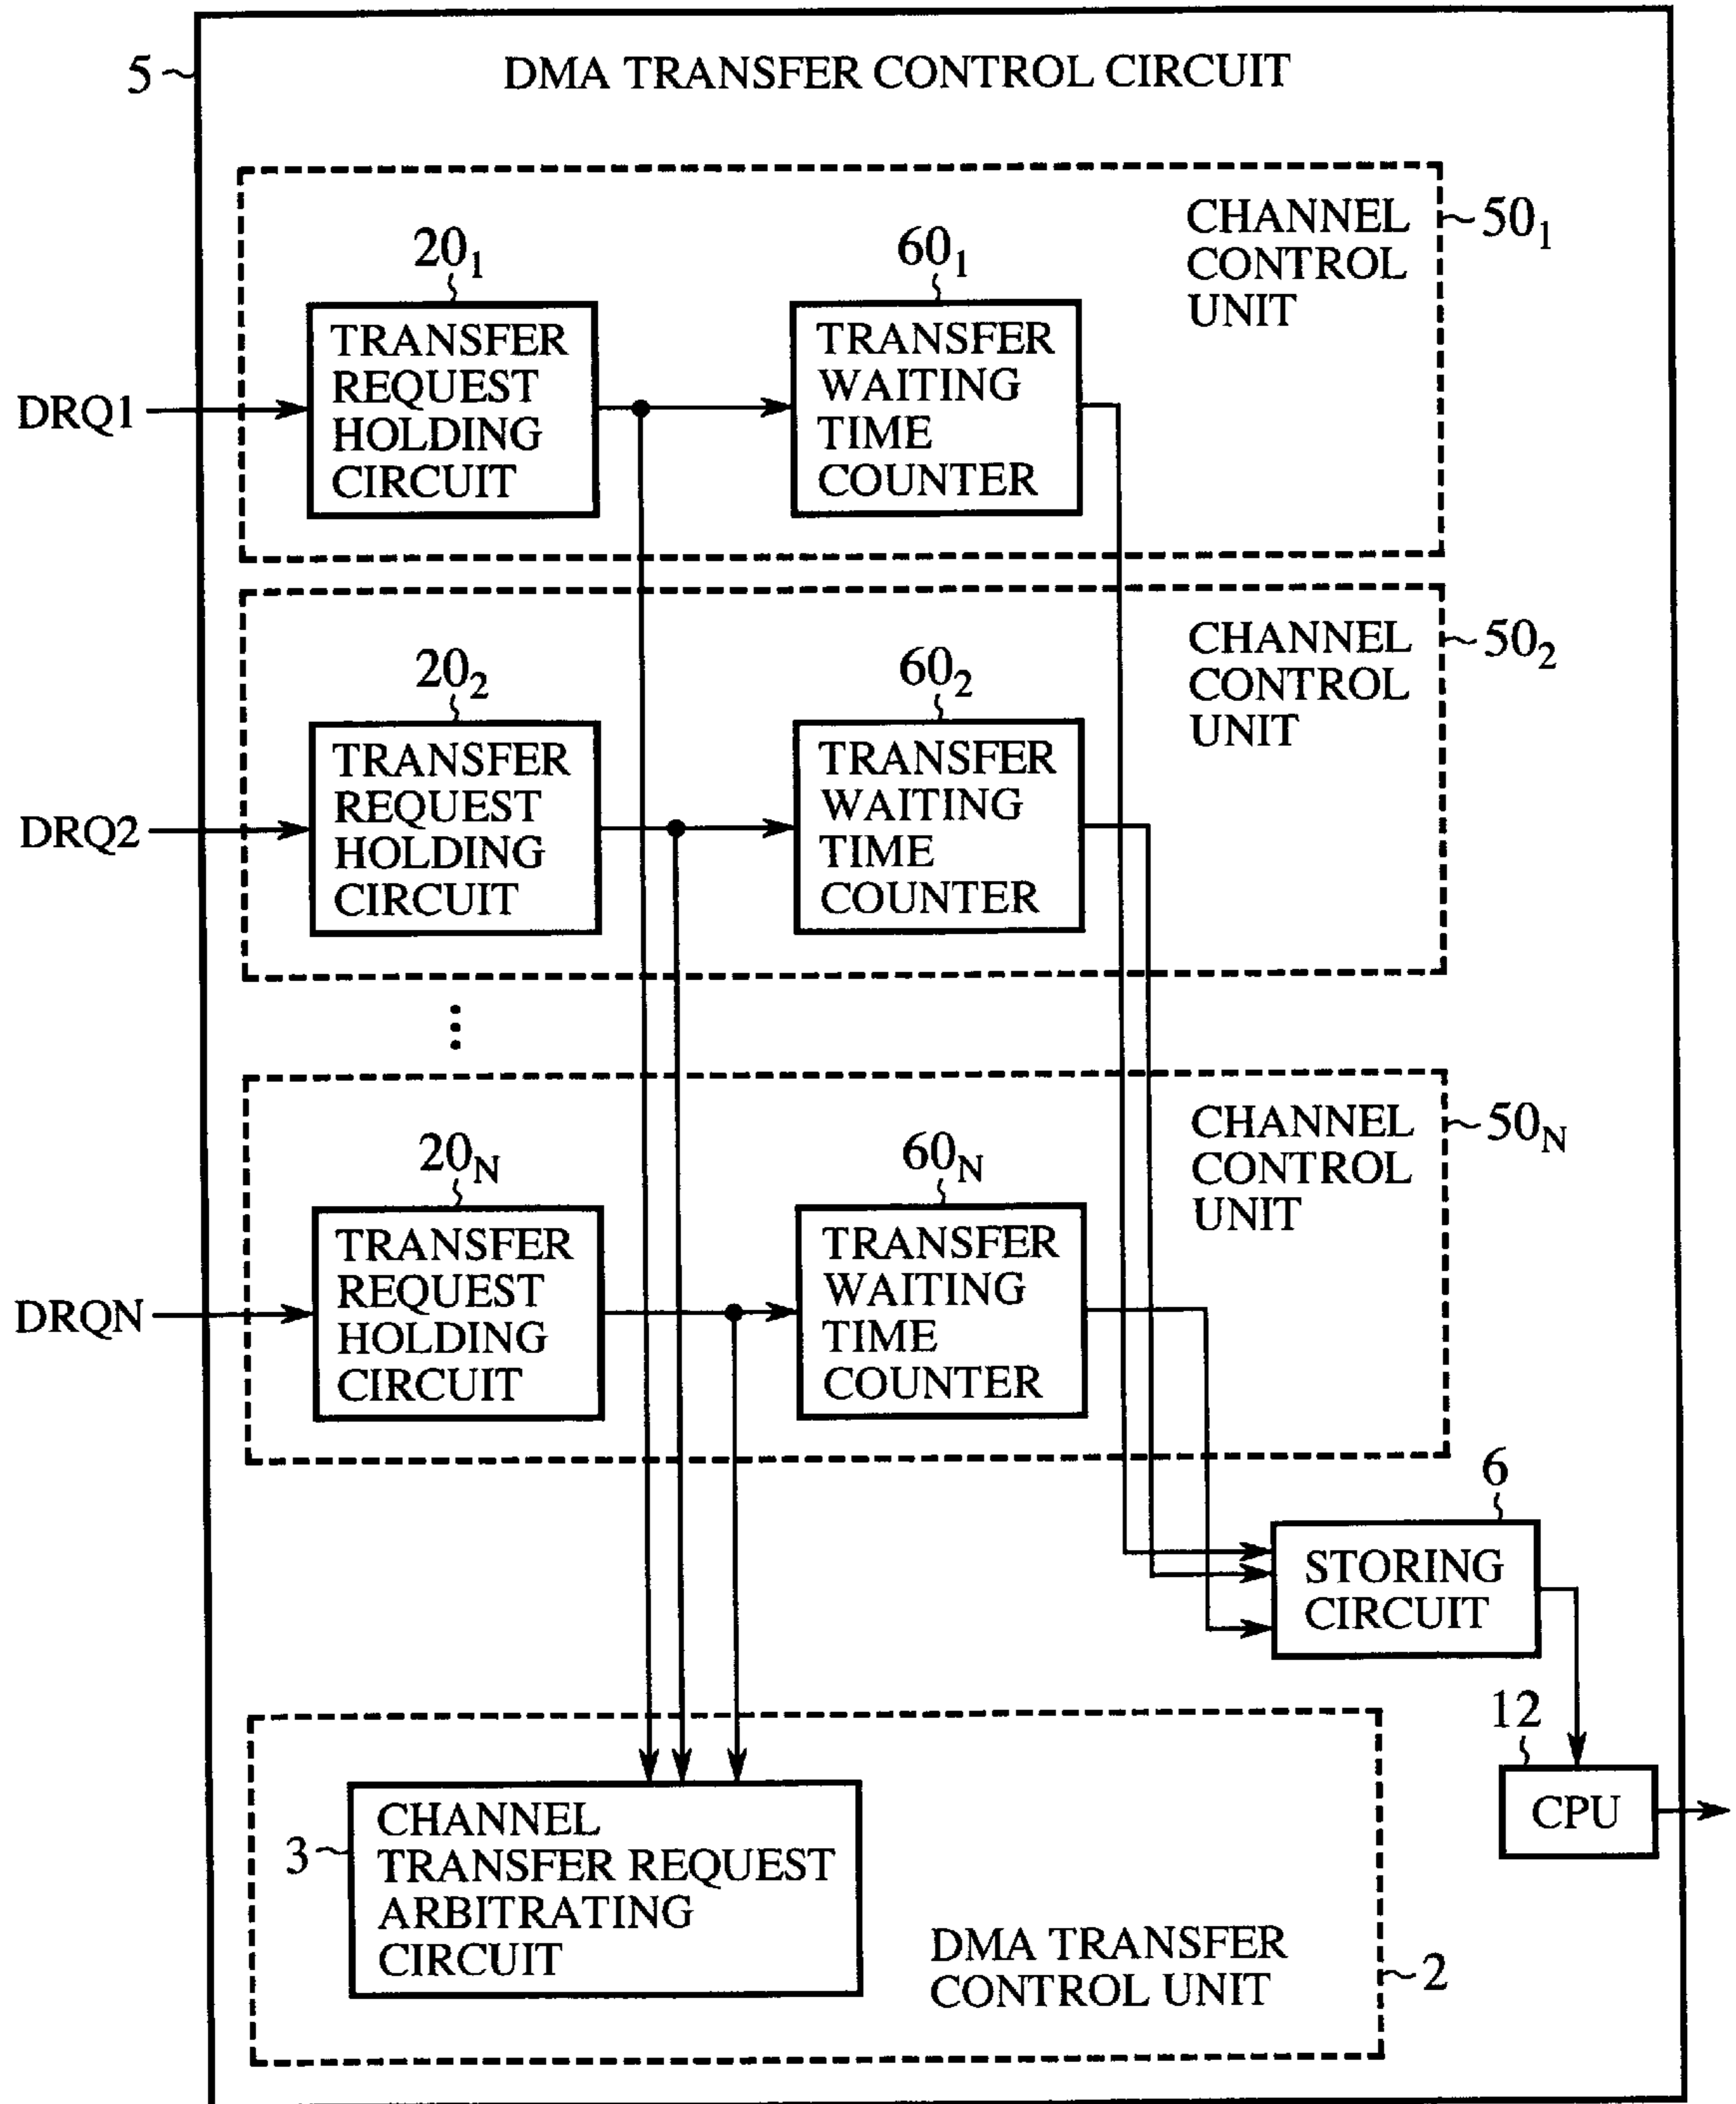 5
DMA TRANSFER CONTROL CIRCUIT
CHANNEL
CONTROL
UNIT
50₁
20₁
60₁
TRANSFER
REQUEST
HOLDING
CIRCUIT
TRANSFER
WAITING
TIME
COUNTER
DRQ1
CHANNEL
CONTROL
UNIT
50₂
20₂
60₂
TRANSFER
REQUEST
HOLDING
CIRCUIT
TRANSFER
WAITING
TIME
COUNTER
DRQ2
CHANNEL
CONTROL
UNIT
50N
20N
60N
TRANSFER
REQUEST
HOLDING
CIRCUIT
TRANSFER
WAITING
TIME
COUNTER
DRQN
6
STORING
CIRCUIT
12
CPU
3
CHANNEL
TRANSFER REQUEST
ARBITRATING
CIRCUIT
DMA TRANSFER
CONTROL UNIT
2